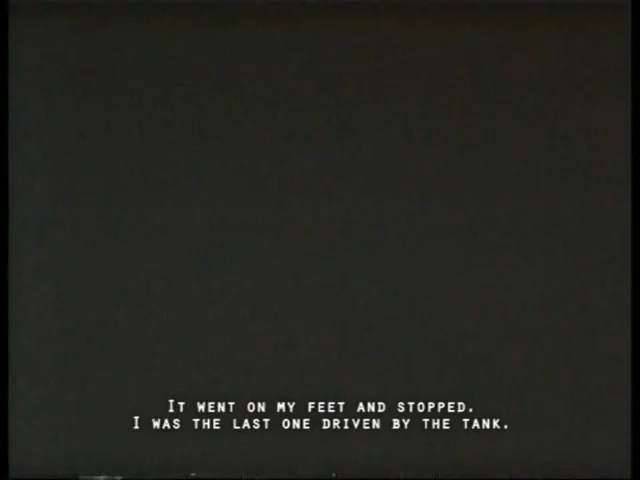 It went on my feet and stopped.
I was the last one driven by the tank.